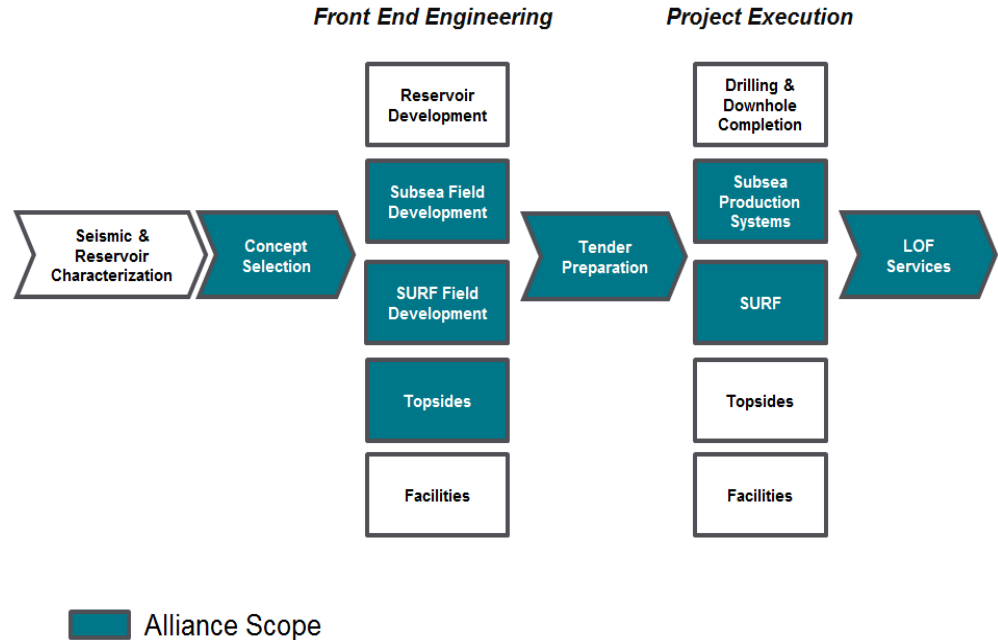 Front End Engineering
Project Execution
Seismic &
Reservoir
Characterization
Concept
Selection
Reservoir
Development
Subsea Field
Development
SURF Field
Development
Topsides
Facilities
Tender
Preparation
Drilling &
Downhole
Completion
Subsea
Production
Systems
SURF
Topsides
Facilities
LOF
Services
Alliance Scope